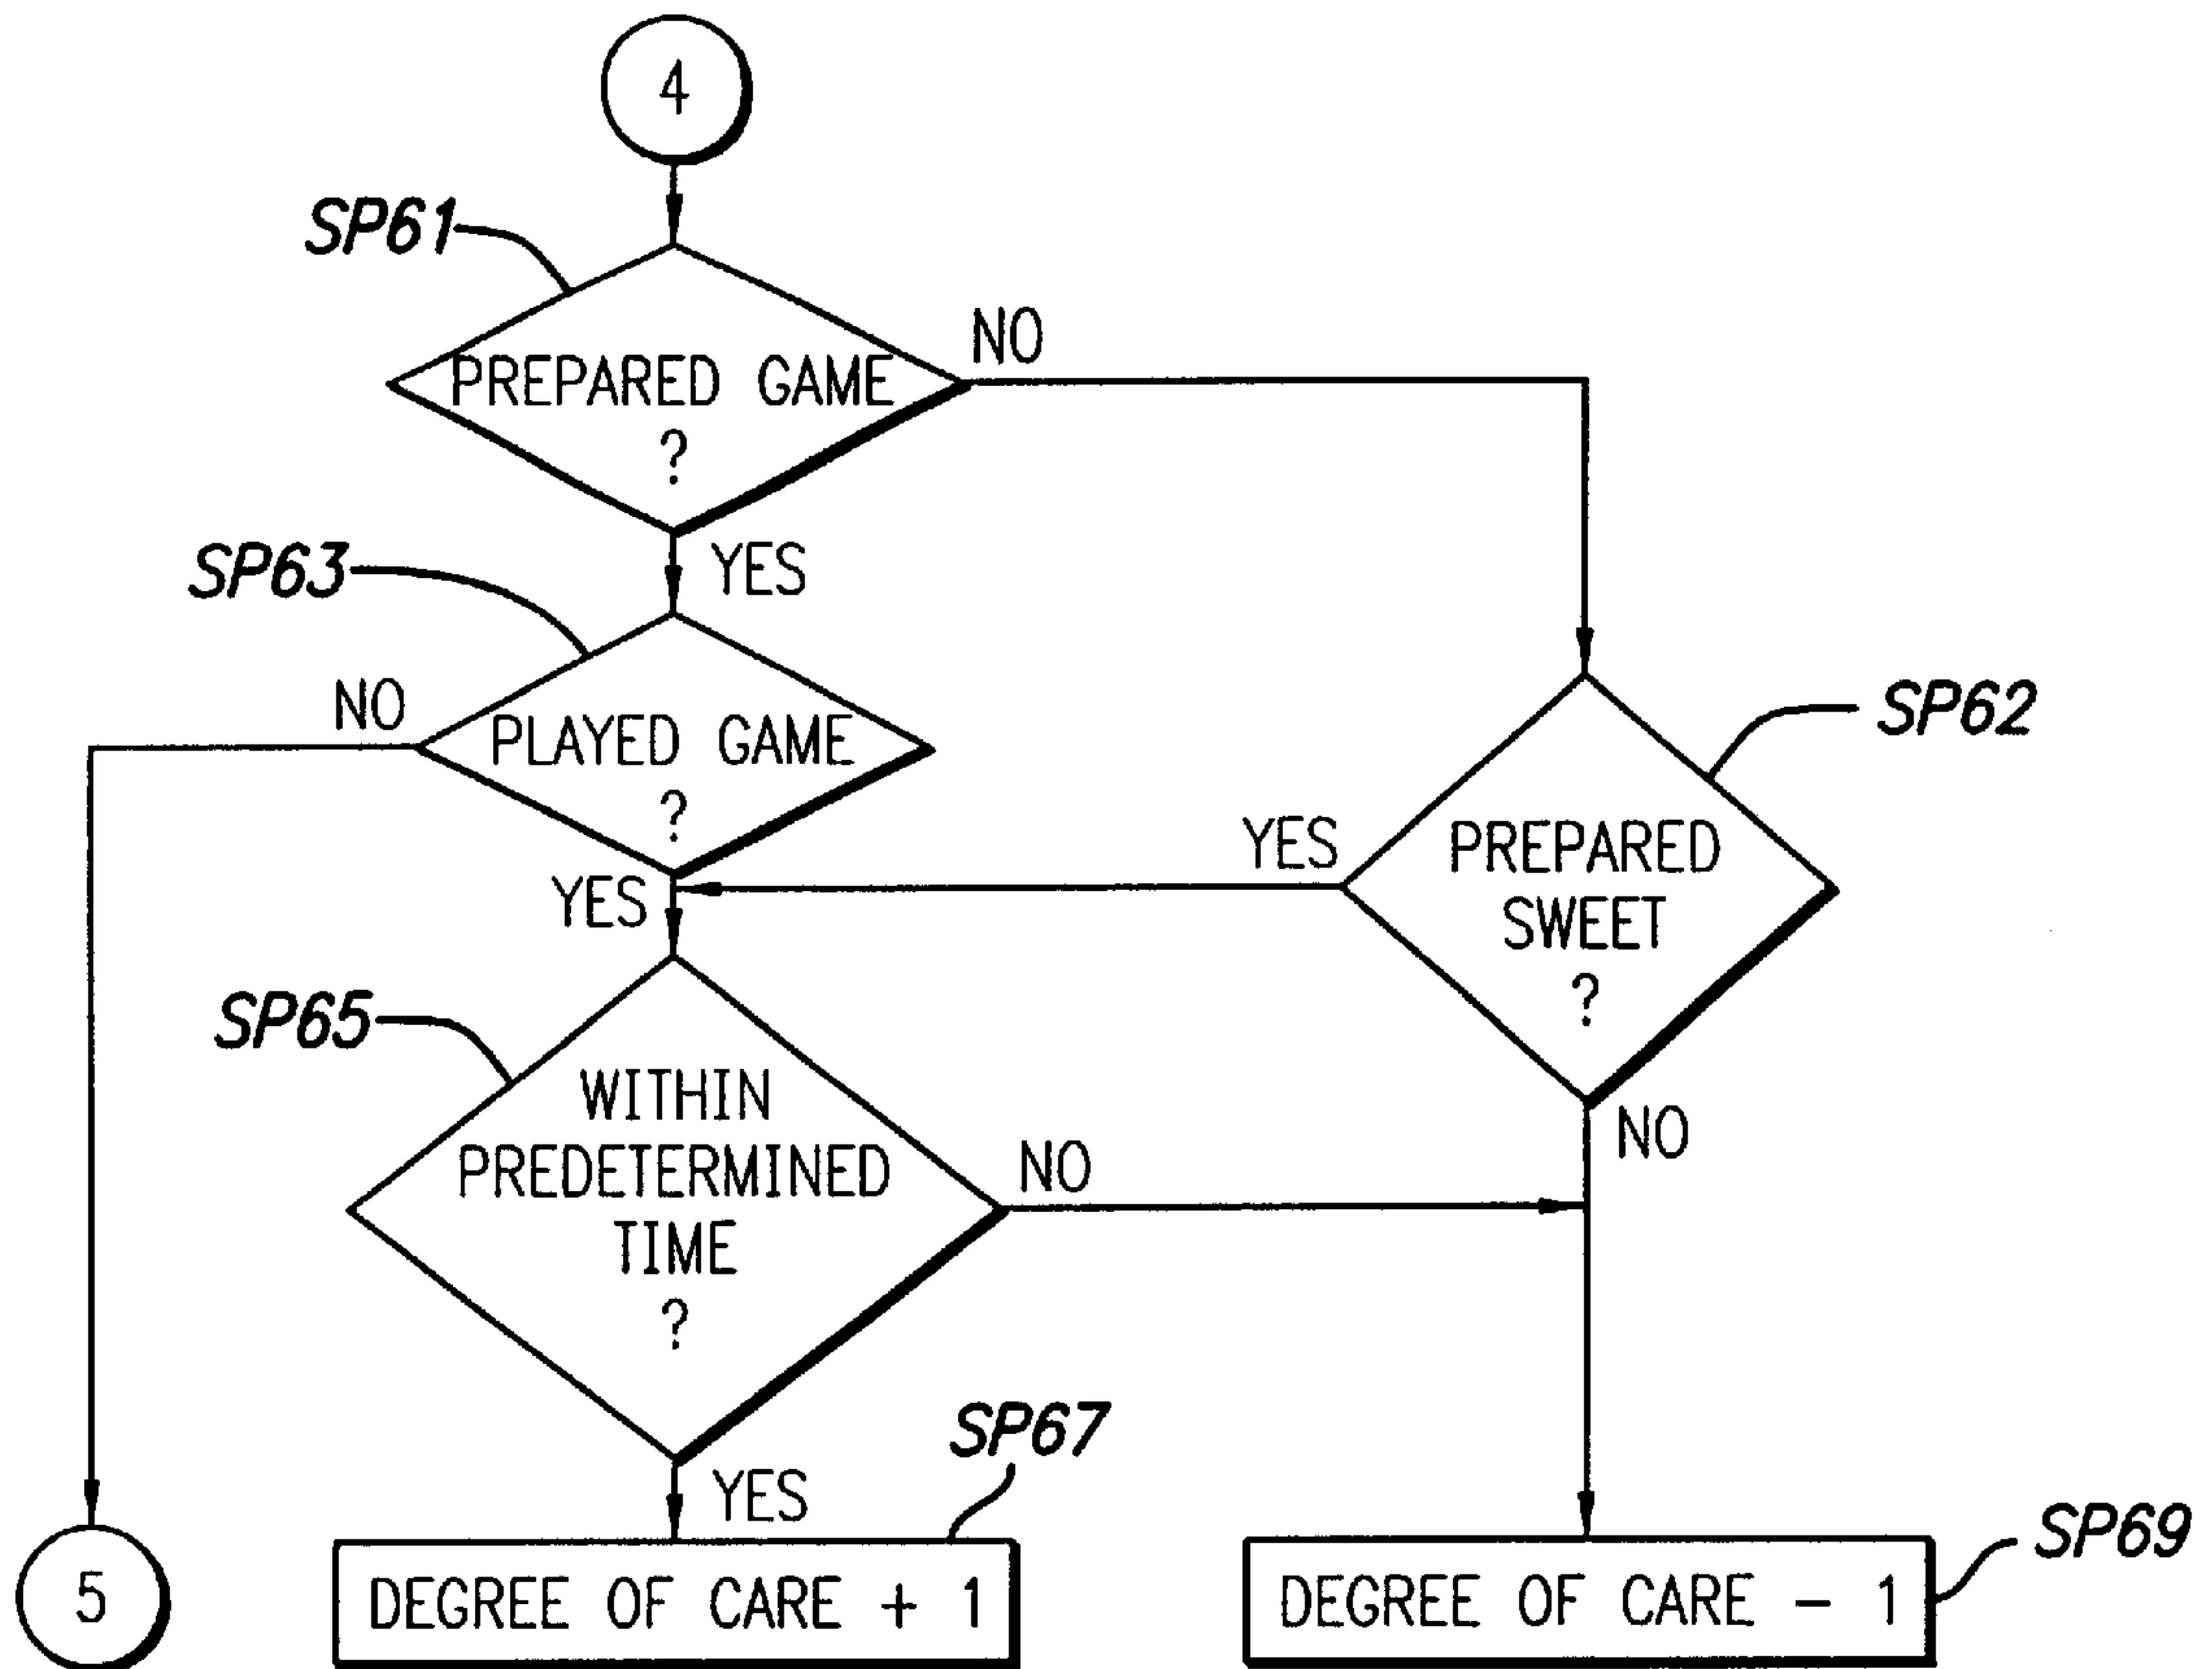 4
SP61
NO
PREPARED GAME
?
YES
SP63
NO
PLAYED GAME
?
YES
SP62
YES
PREPARED
SWEET
?
NO
SP65
WITHIN
PREDETERMINED
TIME
?
NO
YES
SP67
5
DEGREE OF CARE + 1
DEGREE OF CARE - 1
SP69